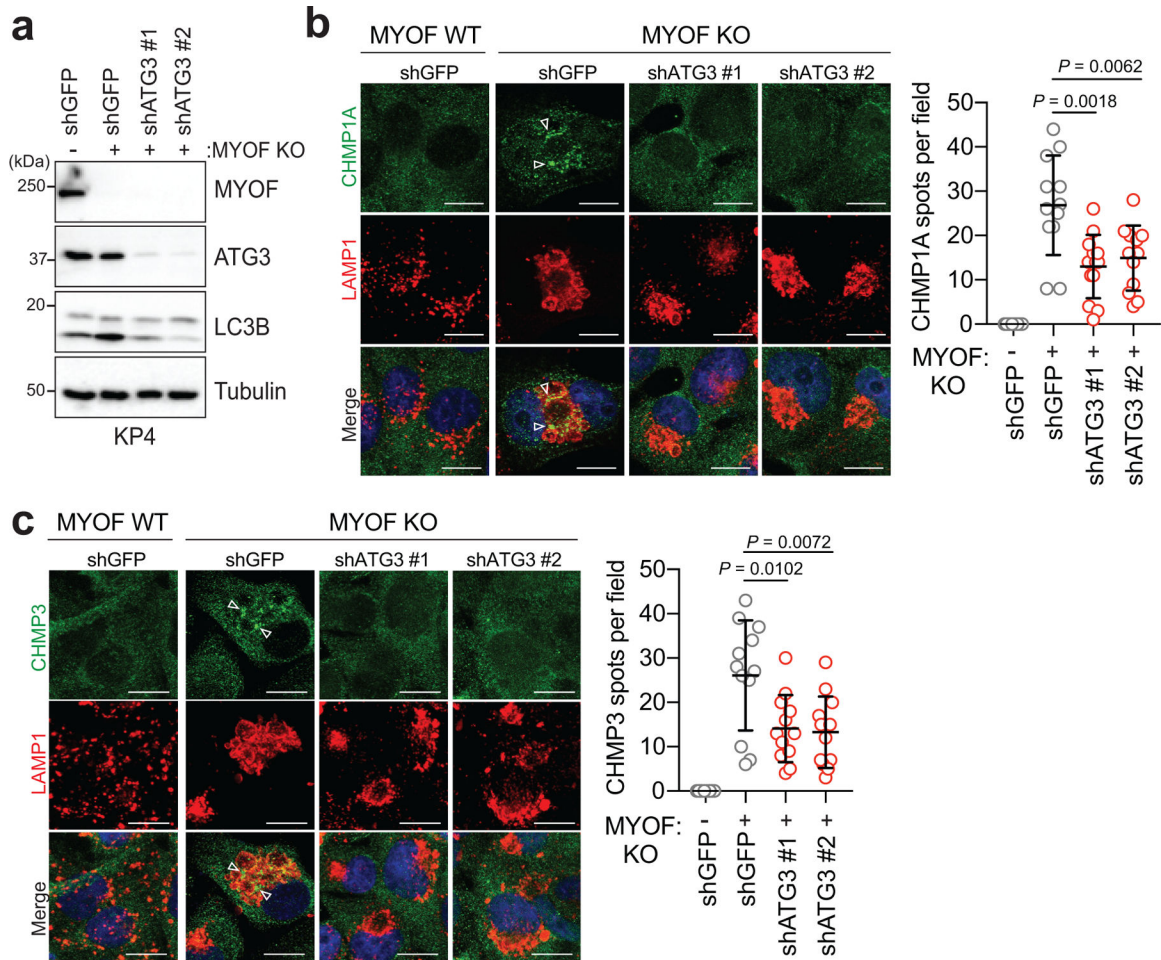 a
shGFP
shGFP
shATG3 #1
shATG3 #2
- + + + :MYOF KO
(kDa)
250
MYOF
37
ATG3
20
LC3B
50
Tubulin
KP4
b
MYOF WT
MYOF KO
shGFP
shGFP
shATG3 #1
shATG3 #2
CHMP1A
LAMP1
Merge
P = 0.0062
P = 0.0018
CHMP1A spots per field
50
40
30
20
10
0
MYOF: - + + +
KO
shGFP
shGFP
shATG3 #1
shATG3 #2
c
MYOF WT
MYOF KO
shGFP
shGFP
shATG3 #1
shATG3 #2
CHMP3
LAMP1
Merge
P = 0.0072
P = 0.0102
CHMP3 spots per field
50
40
30
20
10
0
MYOF: - + + +
KO
shGFP
shGFP
shATG3 #1
shATG3 #2